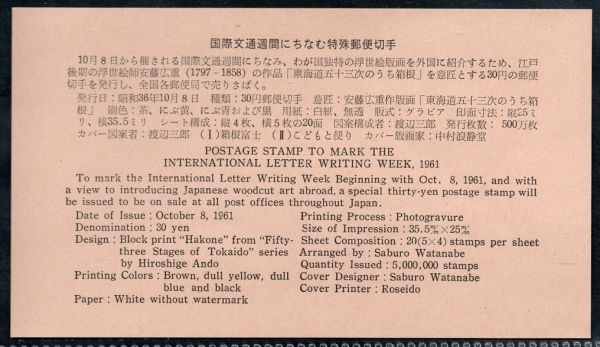 国際文通週間にちなむ特殊郵便切手
10月8日から催される国際文通週間にちなみ、わが国独特の浮世絵版画を外国に紹介するため、江戸
後期の浮世絵師安藤広重(1797~1858)の作品「東海道五十三次のうち箱根」を意匠とする30円の郵便
切手を発行し、全国各郵便局で売りさばく。
発行日:昭和36年10月8日 種類:30円郵便切手 意匠:安藤広重作版画「東海道五十三次のうち箱
根」 刷色:茶、にぶ黄、にぶ青および黒 用紙:白紙、無透 版式:グラビア 印面寸法:縦25ミ
リ、横35.5ミリ シート構成:縦4枚、横5枚の20面 図案構成者:渡辺三郎 発行枚数: 500万枚
カバー図案者:渡辺三郎 (Ⅰ)箱根富士 (Ⅱ)こどもと便り カバー版画家:中村浪静堂
POSTAGE STAMP TO MARK THE
INTERNATIONAL LETTER WRITING WEEK, 1961
To mark the International Letter Writing Week Beginning with Oct. 8, 1961, and with
a view to introducing Japanese woodcut art abroad, a special thirty-yen postage stamp will
be issued to be on sale at all post offices throughout Japan.
Date of Issue : October 8, 1961
Denomination : 30 yen
Design : Block print "Hakone" from "Fifty-
three Stages of Tokaido" series
by Hiroshige Ando
Printing Colors : Brown, dull yellow, dull
blue and black
Paper : White without watermark
Printing Process : Photogravure
Size of Impression : 35.5㎜×25㎜
Sheet Composition : 20(5×4) stamps per sheet
Arranged by : Saburo Watanabe
Quantity Issued : 5,000,000 stamps
Cover Designer : Saburo Watanabe
Cover Printer : Roseido